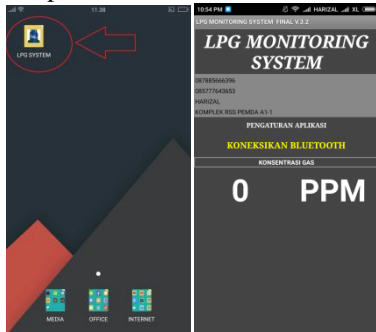 11.38
LPG SYSTEM
MEDIA
OFFICE
INTERNET
10:54 PM
HARIZAL
XL
LPG MONITORING SYSTEM FINAL V.3.2
LPG MONITORING
SYSTEM
087885666396
085777643653
HARIZAL
KOMPLEK RSS PEMDA A1-1
PENGATURAN APLIKASI
KONEKSIKAN BLUETOOTH
KONSENTRASI GAS
0 PPM